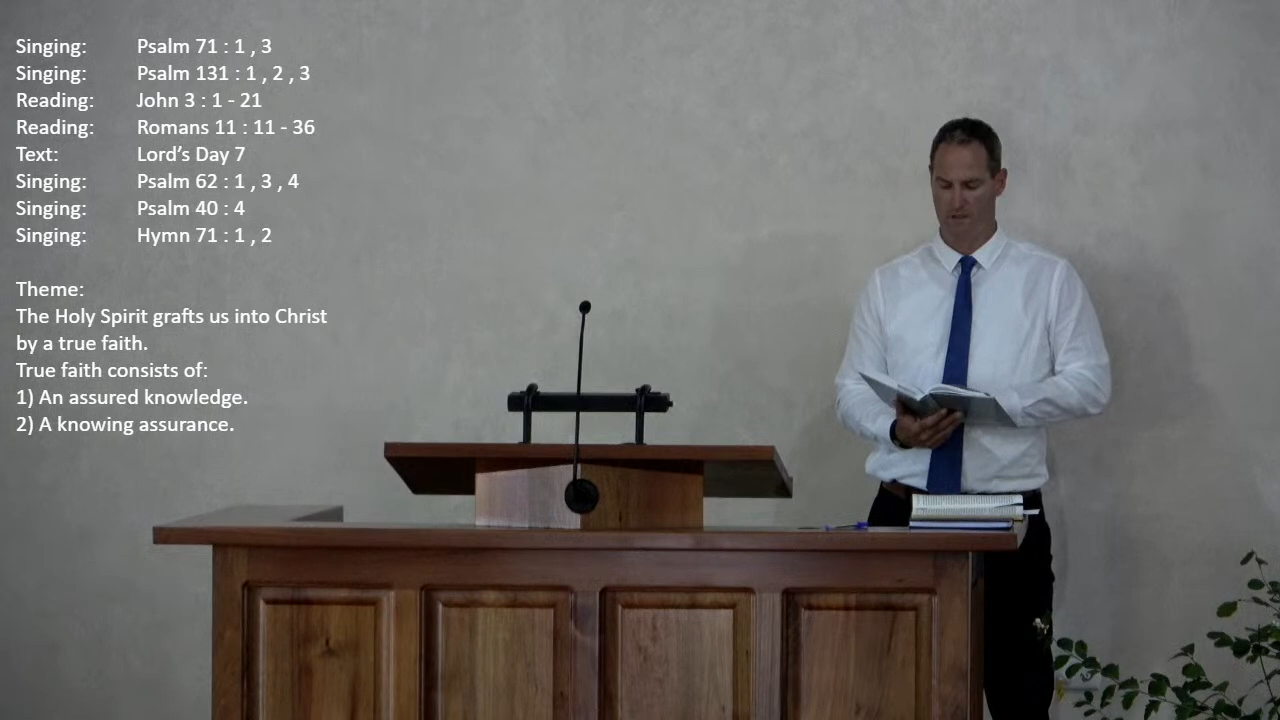 Singing: Psalm 71 : 1 , 3
Singing: Psalm 131 : 1 , 2 , 3
Reading: John 3 : 1 - 21
Reading: Romans 11 : 11 - 36
Text: Lord's Day 7
Singing: Psalm 62 : 1 , 3 , 4
Singing: Psalm 40 : 4
Singing: Hymn 71 : 1 , 2
Theme:
The Holy Spirit grafts us into Christ
by a true faith.
True faith consists of:
1) An assured knowledge.
2) A knowing assurance.